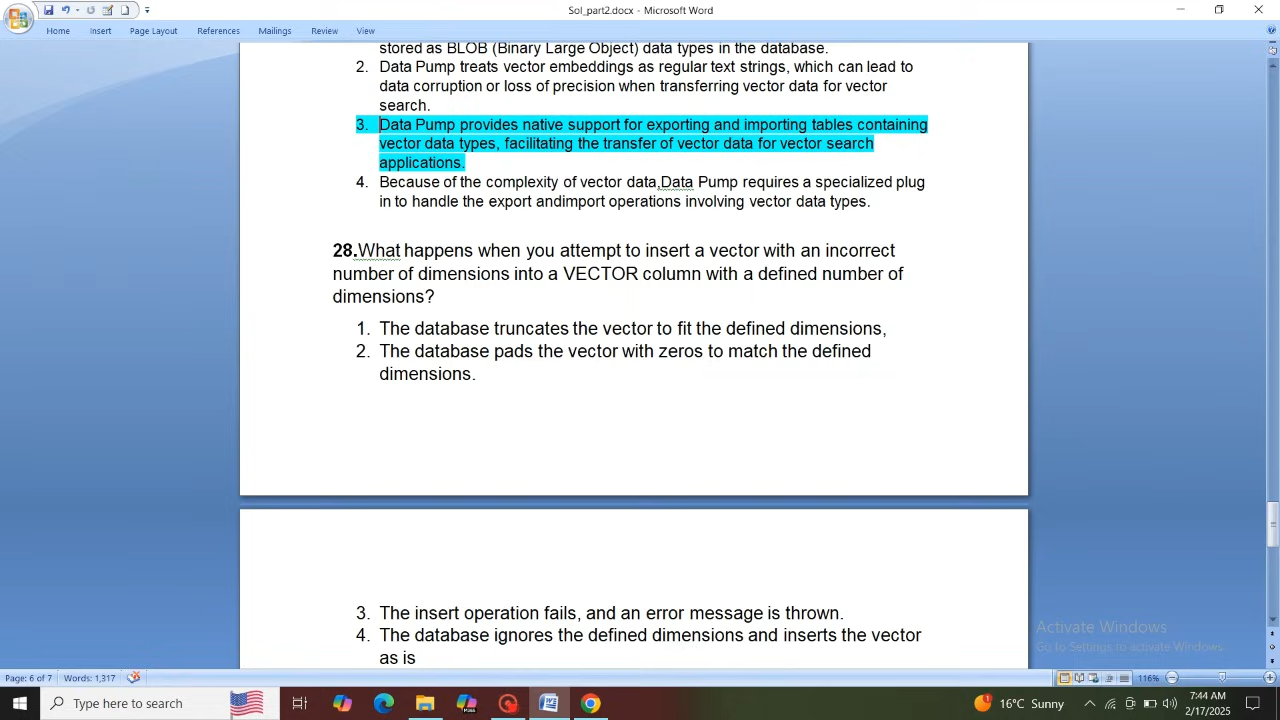 Sol_part2.docx - Microsoft Word
Home Insert Page Layout References Mailings Review View
stored as BLOB (Binary Large Object) data types in the database.
2. Data Pump treats vector embeddings as regular text strings, which can lead to
data corruption or loss of precision when transferring vector data for vector
search.
3. Data Pump provides native support for exporting and importing tables containing
vector data types, facilitating the transfer of vector data for vector search
applications.
4. Because of the complexity of vector data,Data Pump requires a specialized plug
in to handle the export andimport operations involving vector data types.
28.What happens when you attempt to insert a vector with an incorrect
number of dimensions into a VECTOR column with a defined number of
dimensions?
1. The database truncates the vector to fit the defined dimensions,
2. The database pads the vector with zeros to match the defined
dimensions.
3. The insert operation fails, and an error message is thrown.
4. The database ignores the defined dimensions and inserts the vector
as is
Activate Windows
Go to Settings to activate Windows.
Page: 6 of 7 Words: 1,317 116%
Type here to search 1 16°C Sunny 7:44 AM
2/17/2025